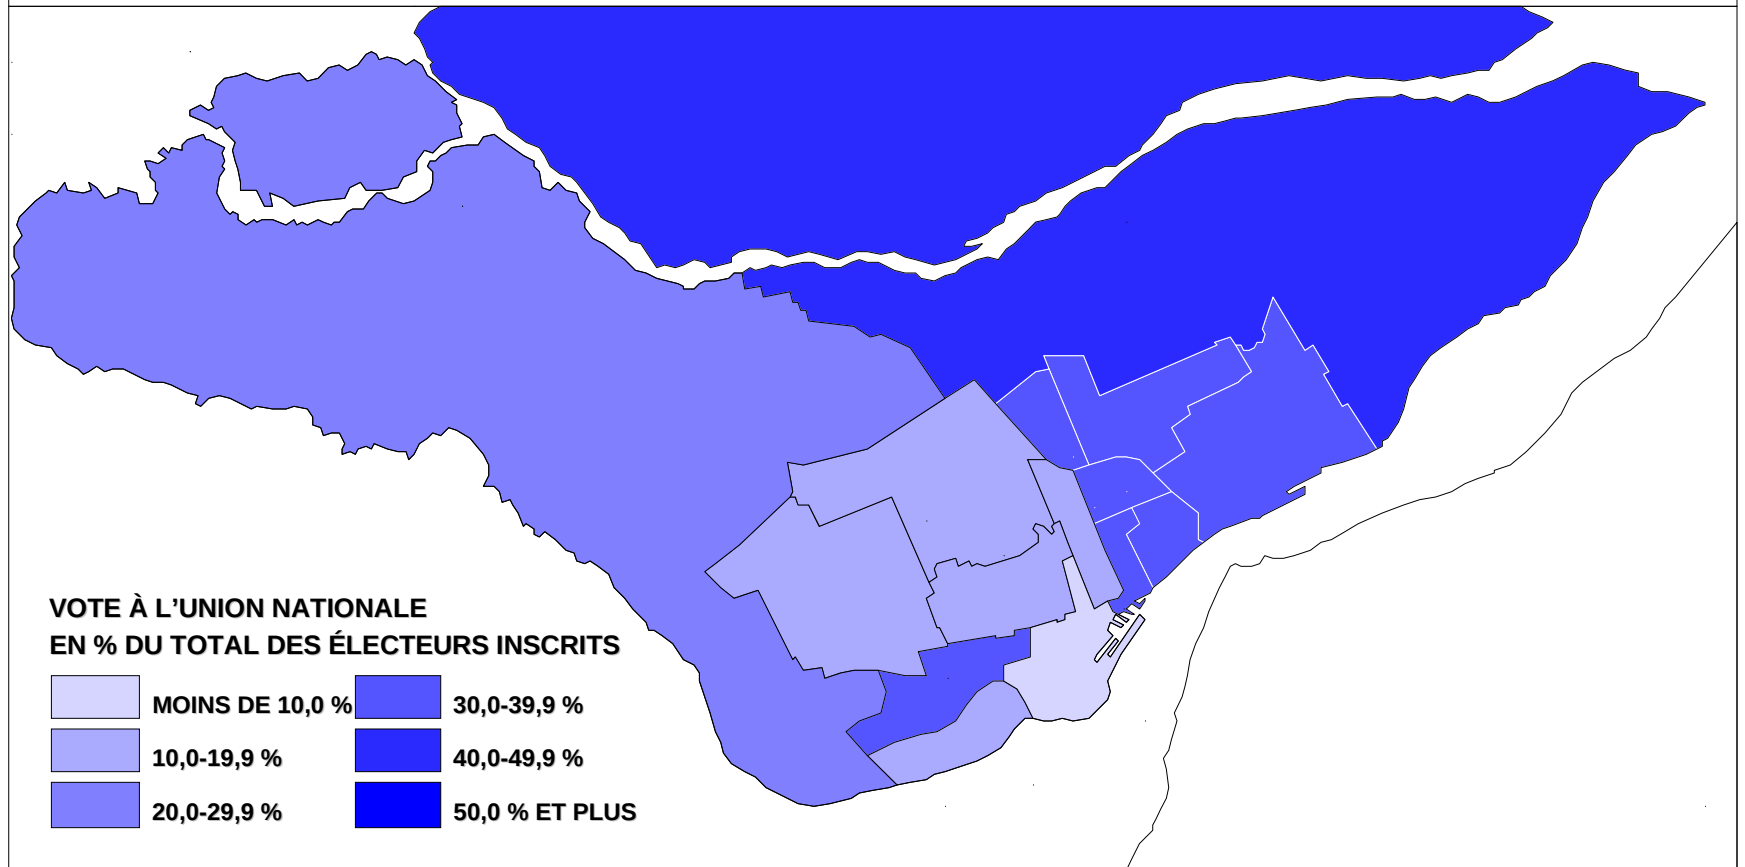 VOTE À L’UNION NATIONALE
EN % DU TOTAL DES ÉLECTEURS INSCRITS
MOINS DE 10,0 %
10,0-19,9 %
20,0-29,9 %
30,0-39,9 %
40,0-49,9 %
50,0 % ET PLUS